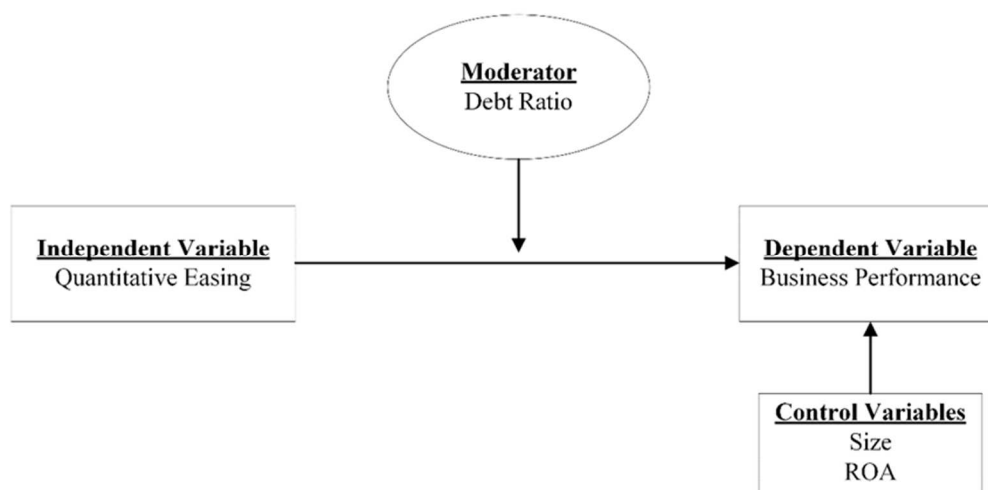 Moderator
Debt Ratio
Independent Variable
Quantitative Easing
Dependent Variable
Business Performance
Control Variables
Size
ROA